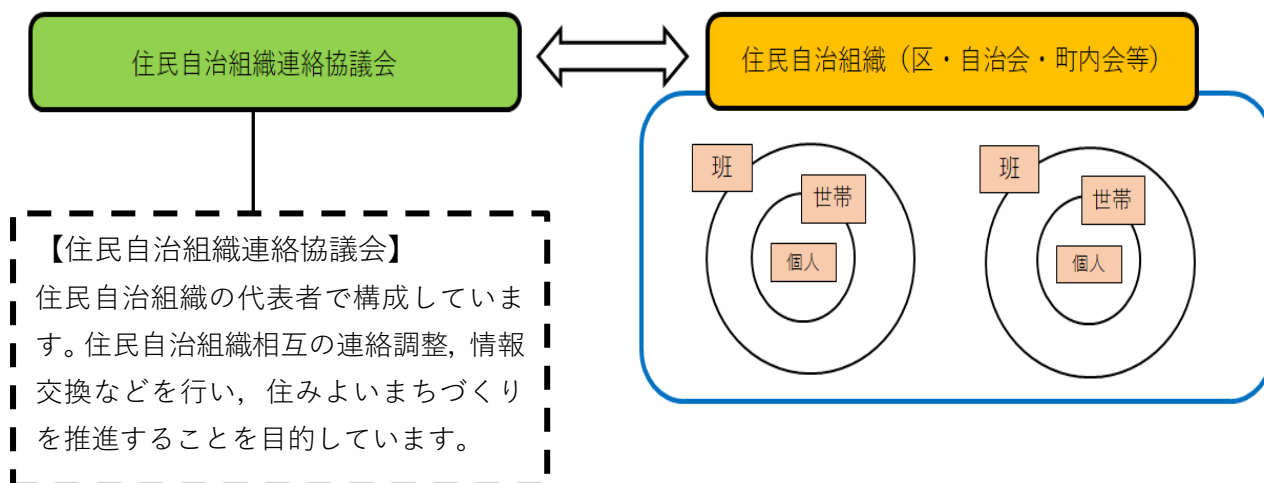 住民自治組織連絡協議会
住民自治組織（区・自治会・町内会等）
班
世帯
個人
班
世帯
個人
【住民自治組織連絡協議会】
住民自治組織の代表者で構成していま
す。住民自治組織相互の連絡調整，情報
交換などを行い，住みよいまちづくり
を推進することを目的しています。